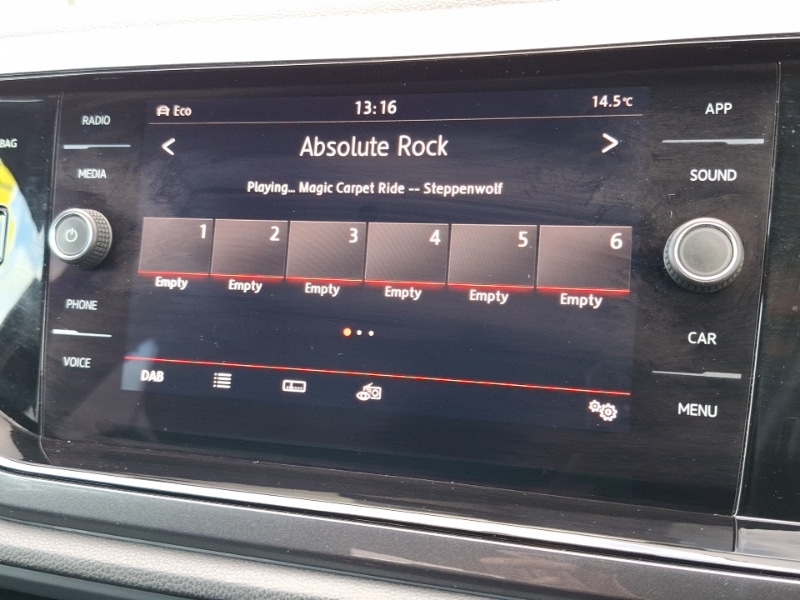 Eco 13:16 14.5°C
< Absolute Rock >
Playing... Magic Carpet Ride -- Steppenwolf
1 2 3 4 5 6
Empty Empty Empty Empty Empty Empty
DAB
BAG
RADIO
MEDIA
PHONE
VOICE
APP
SOUND
CAR
MENU